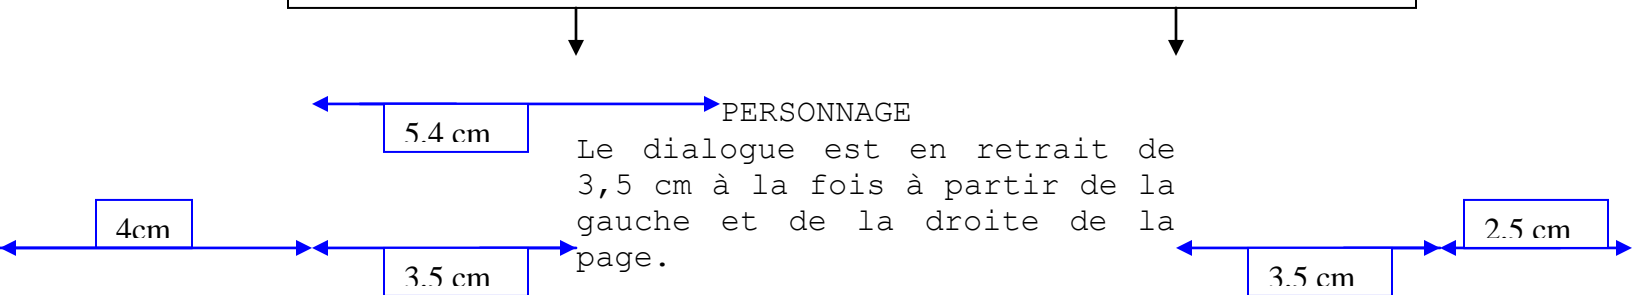 PERSONNAGE
5.4 cm
Le dialogue est en retrait de
3,5 cm à la fois à partir de la
gauche et de la droite de la
page.
4cm
2.5 cm
3.5 cm
3.5 cm